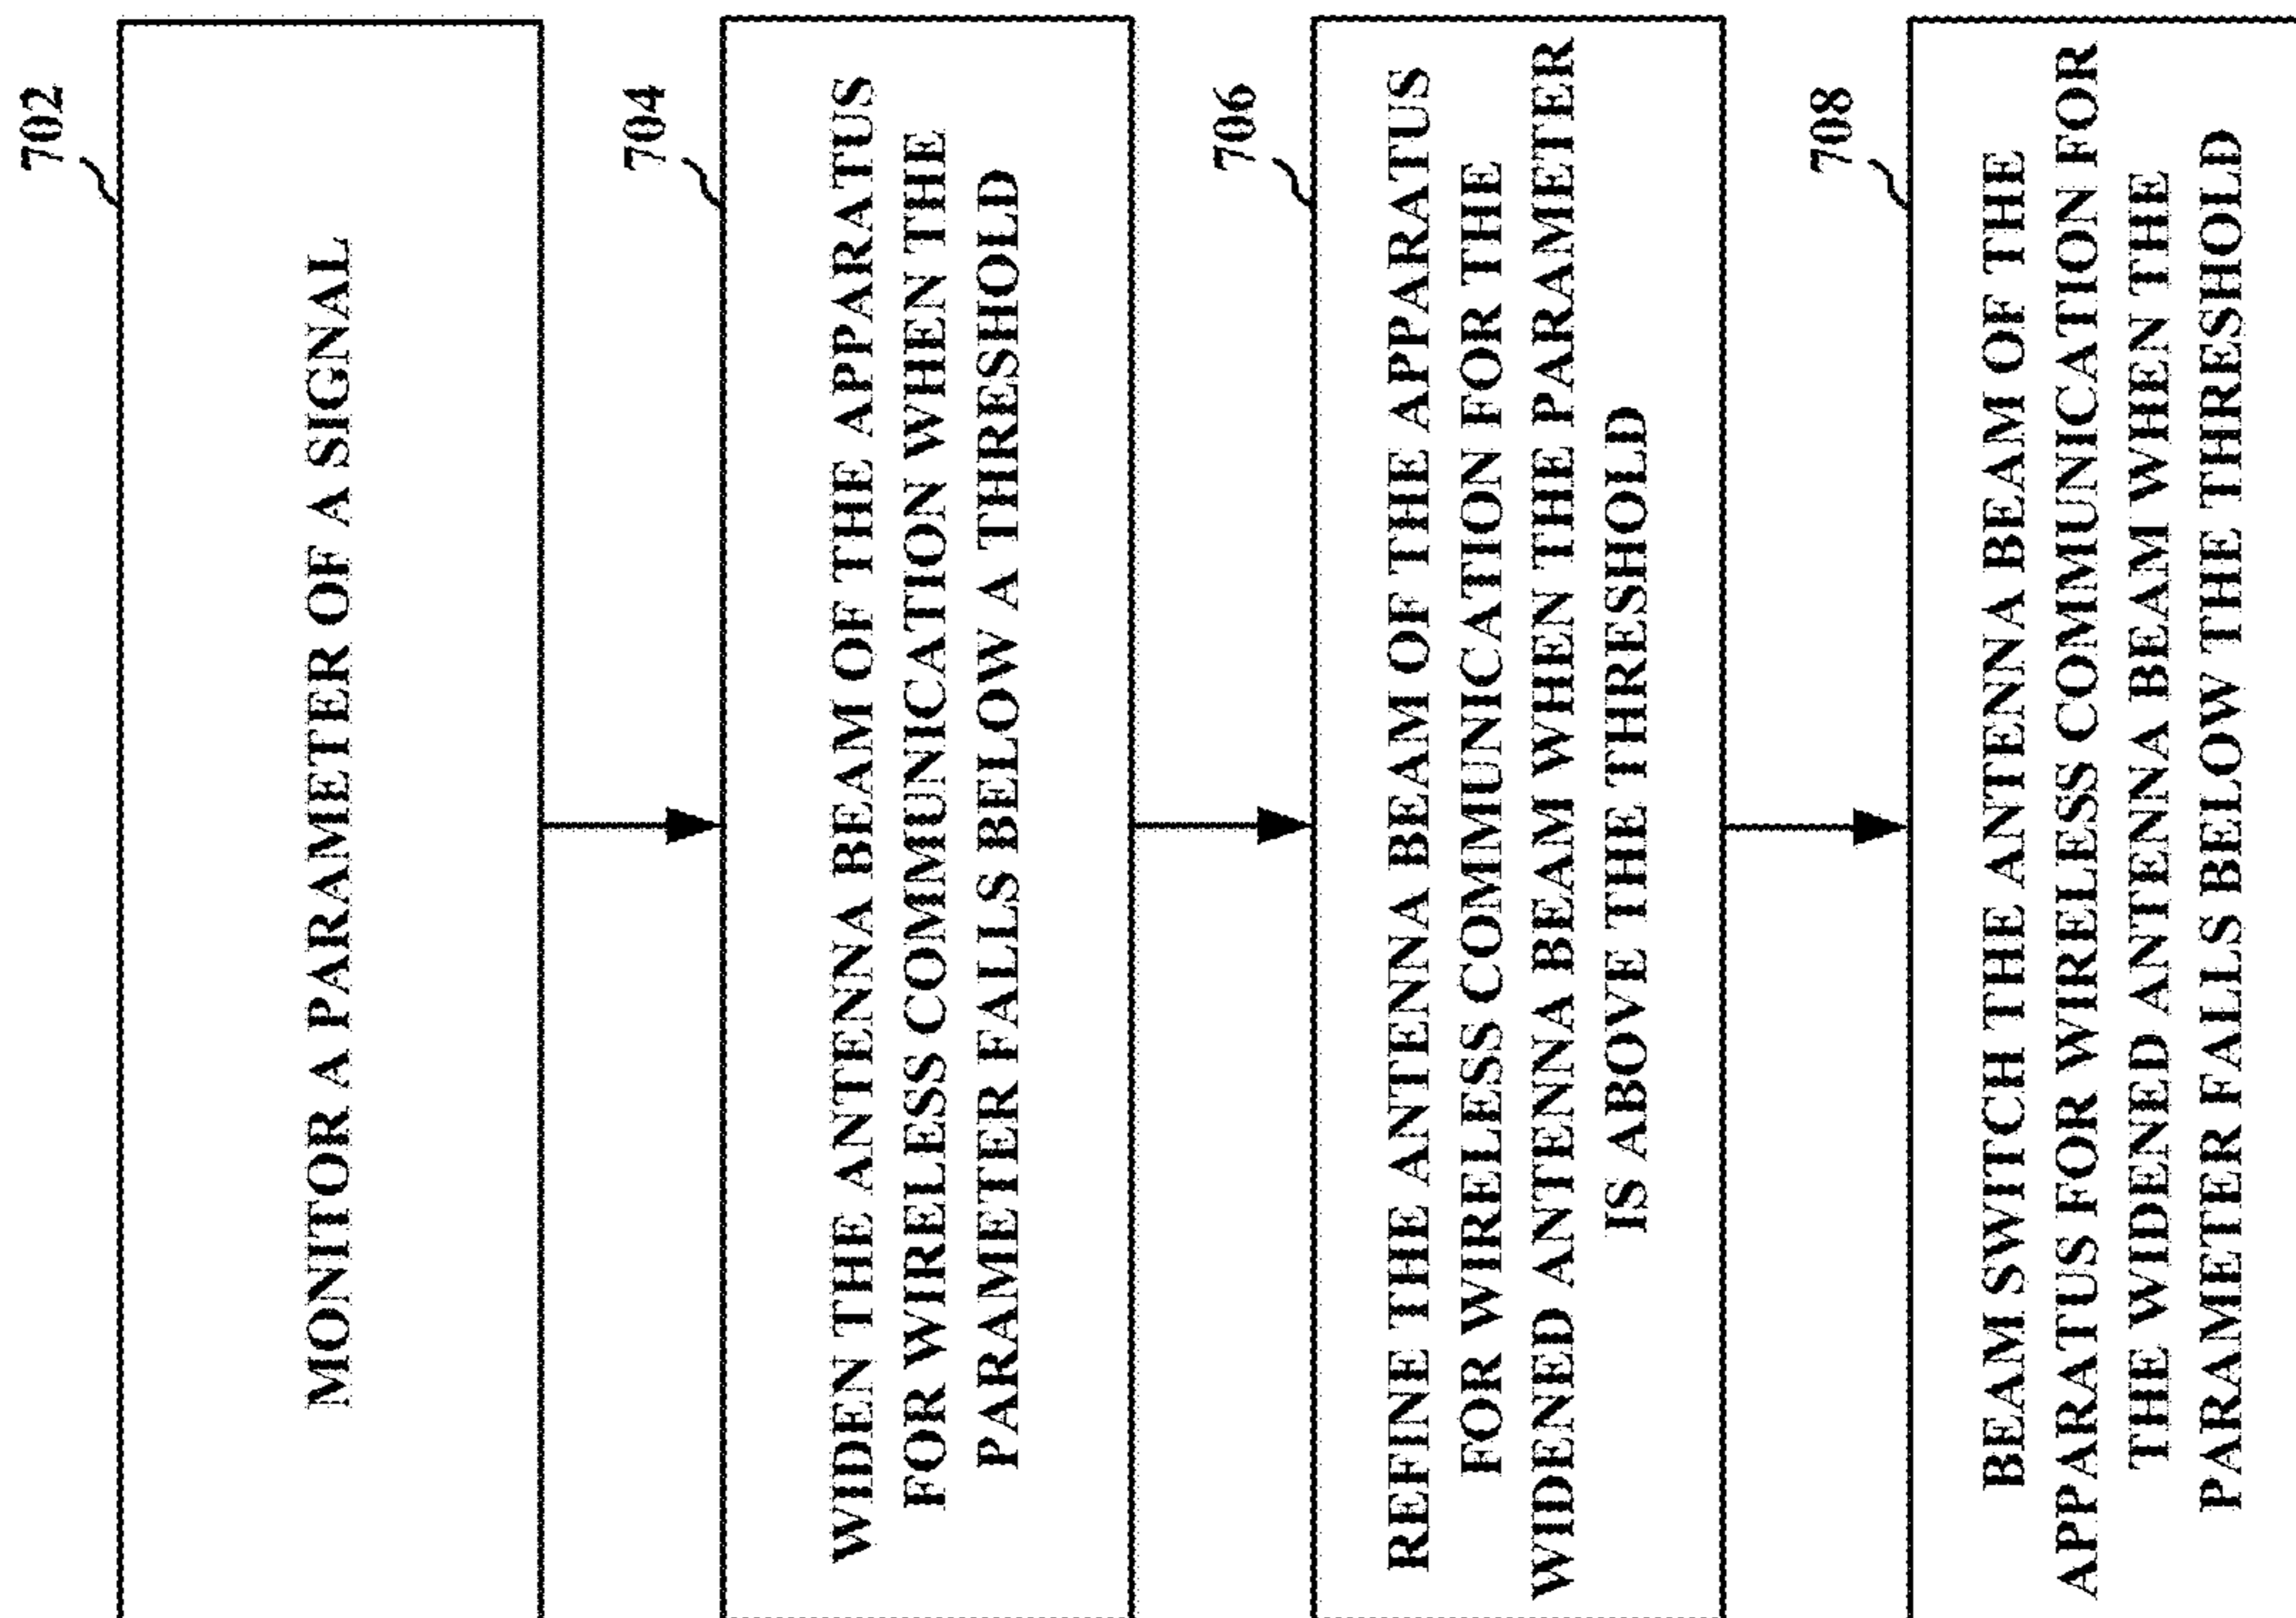 702
MONITOR A PARAMETER OF A SIGNAL
704
WIDEN THE ANTENNA BEAM OF THE APPARATUS
FOR WIRELESS COMMUNICATION WHEN THE
PARAMETER FALLS BELOW A THRESHOLD
706
REFINE THE ANTENNA BEAM OF THE APPARATUS
FOR WIRELESS COMMUNICATION FOR THE
WIDENED ANTENNA BEAM WHEN THE PARAMETER
IS ABOVE THE THRESHOLD
708
BEAM SWITCH THE ANTENNA BEAM OF THE
APPARATUS FOR WIRELESS COMMUNICATION FOR
THE WIDENED ANTENNA BEAM WHEN THE
PARAMETER FALLS BELOW THE THRESHOLD